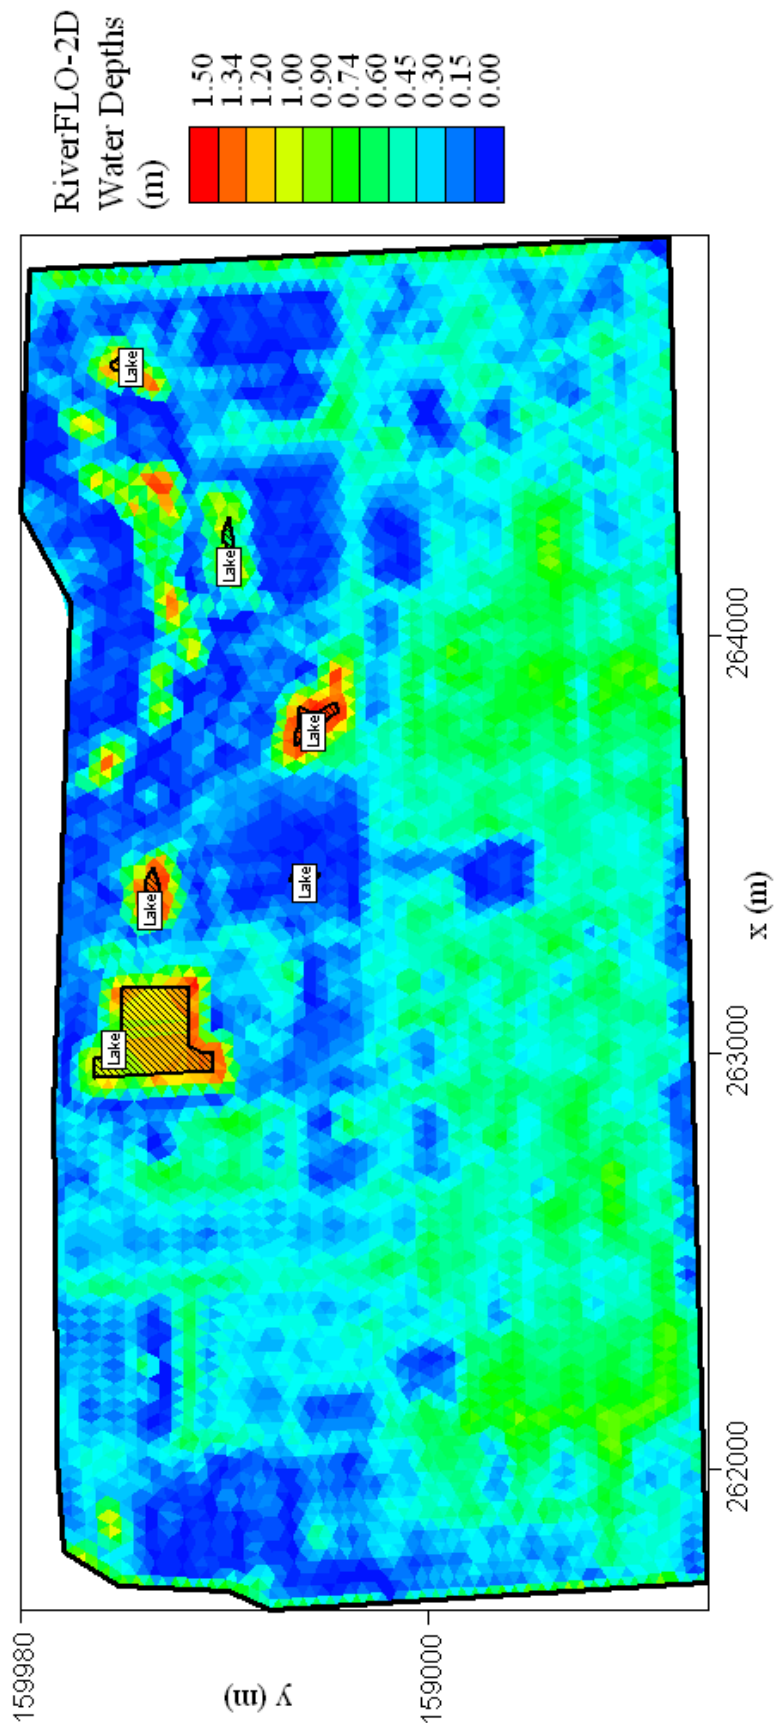 RiverFLO-2D
Water Depths
(m)
1.50
1.34
1.20
1.00
0.90
0.74
0.60
0.45
0.30
0.15
0.00
Lake
Lake
Lake
Lake
Lake
Lake
159980
159000
y (m)
262000
263000
264000
x (m)